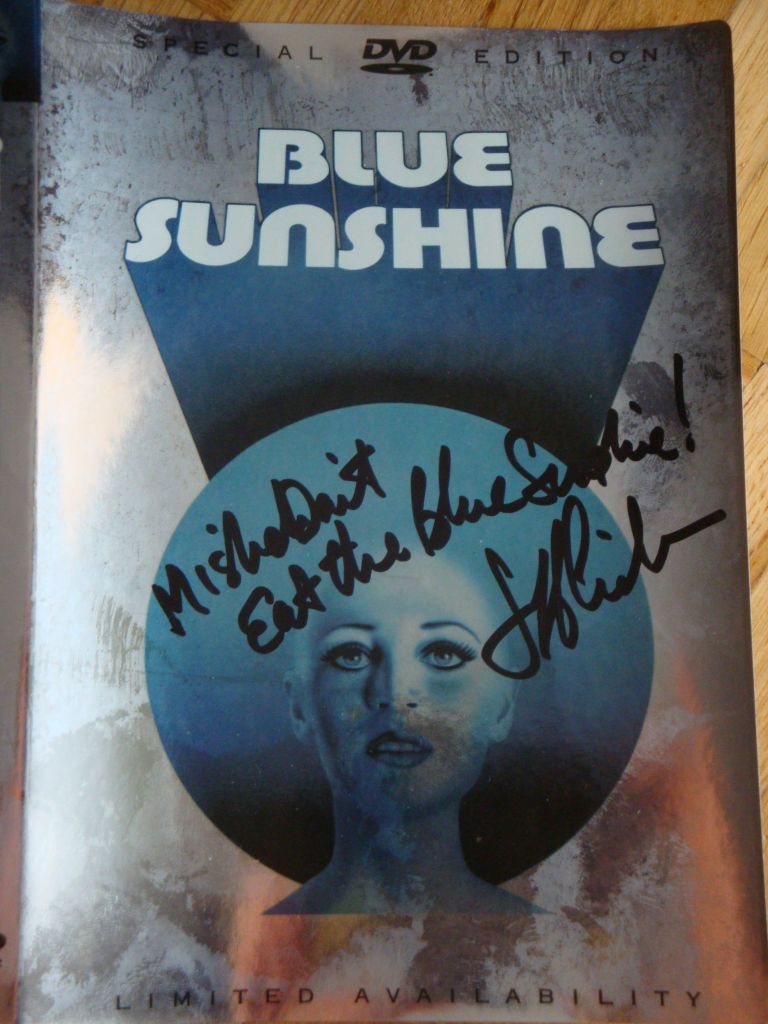 SPECIAL DVD EDITION
BLUE
SUNSHINE
Misha Don't
Eat the Blue Sunshine!
LIMITED AVAILABILITY